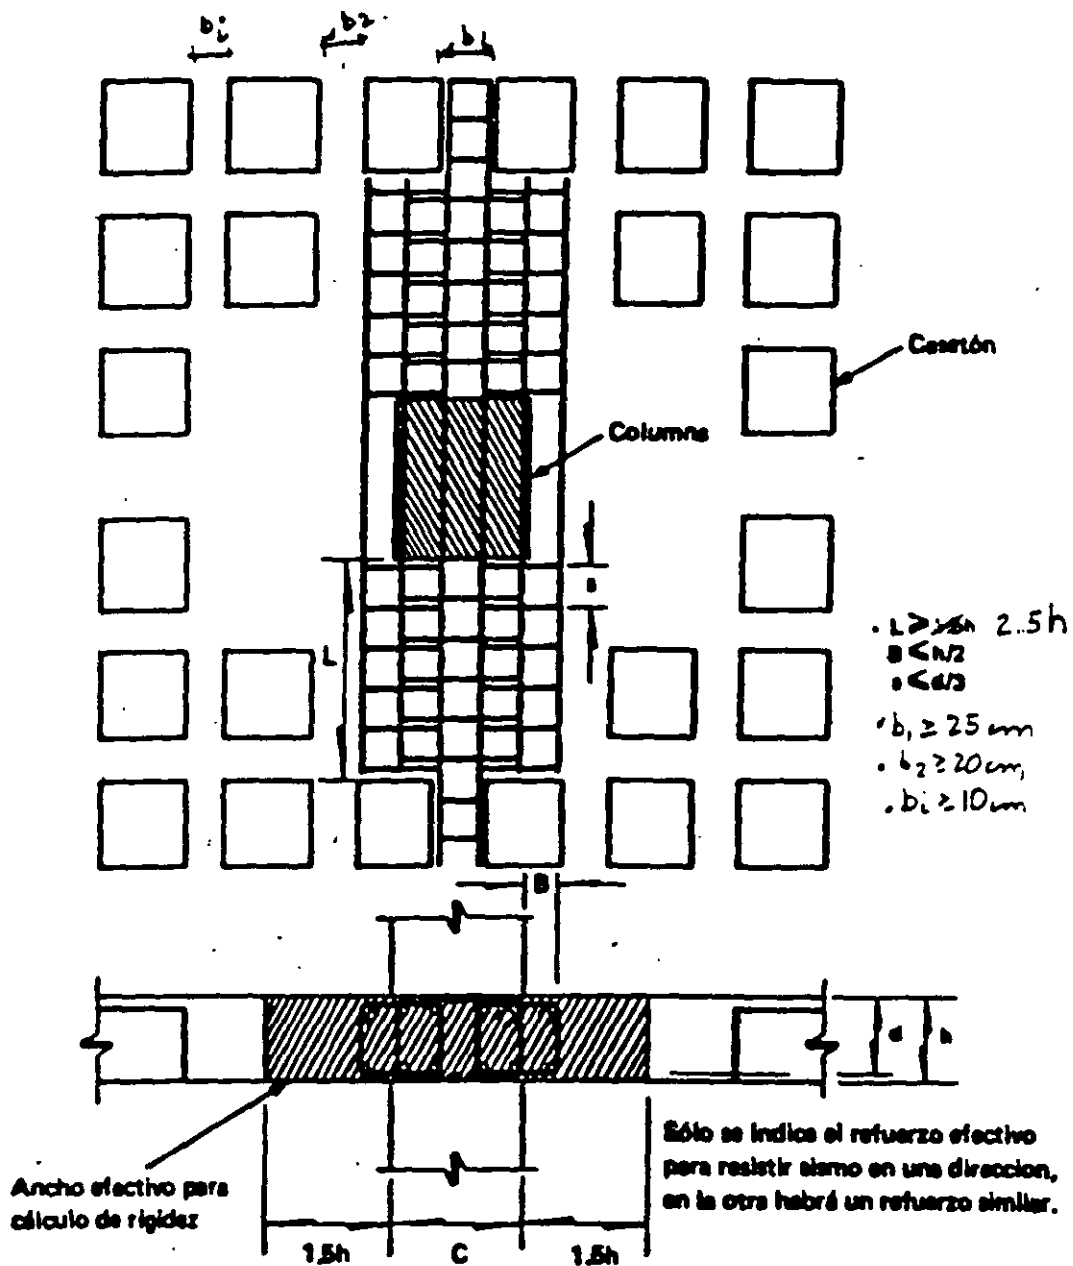 bi
b2
b1
Casetón
Columna
s
L
. L ≥ 2.5h
B < h/2
s < d/3
. b1 ≥ 25 cm
. b2 ≥ 20 cm,
. bi ≥ 10 cm
B
d
h
Ancho efectivo para
cálculo de rigidez
Sólo se indica el refuerzo efectivo
para resistir sismo en una direccion,
en la otra habrá un refuerzo similar.
1.5h
C
1.5h